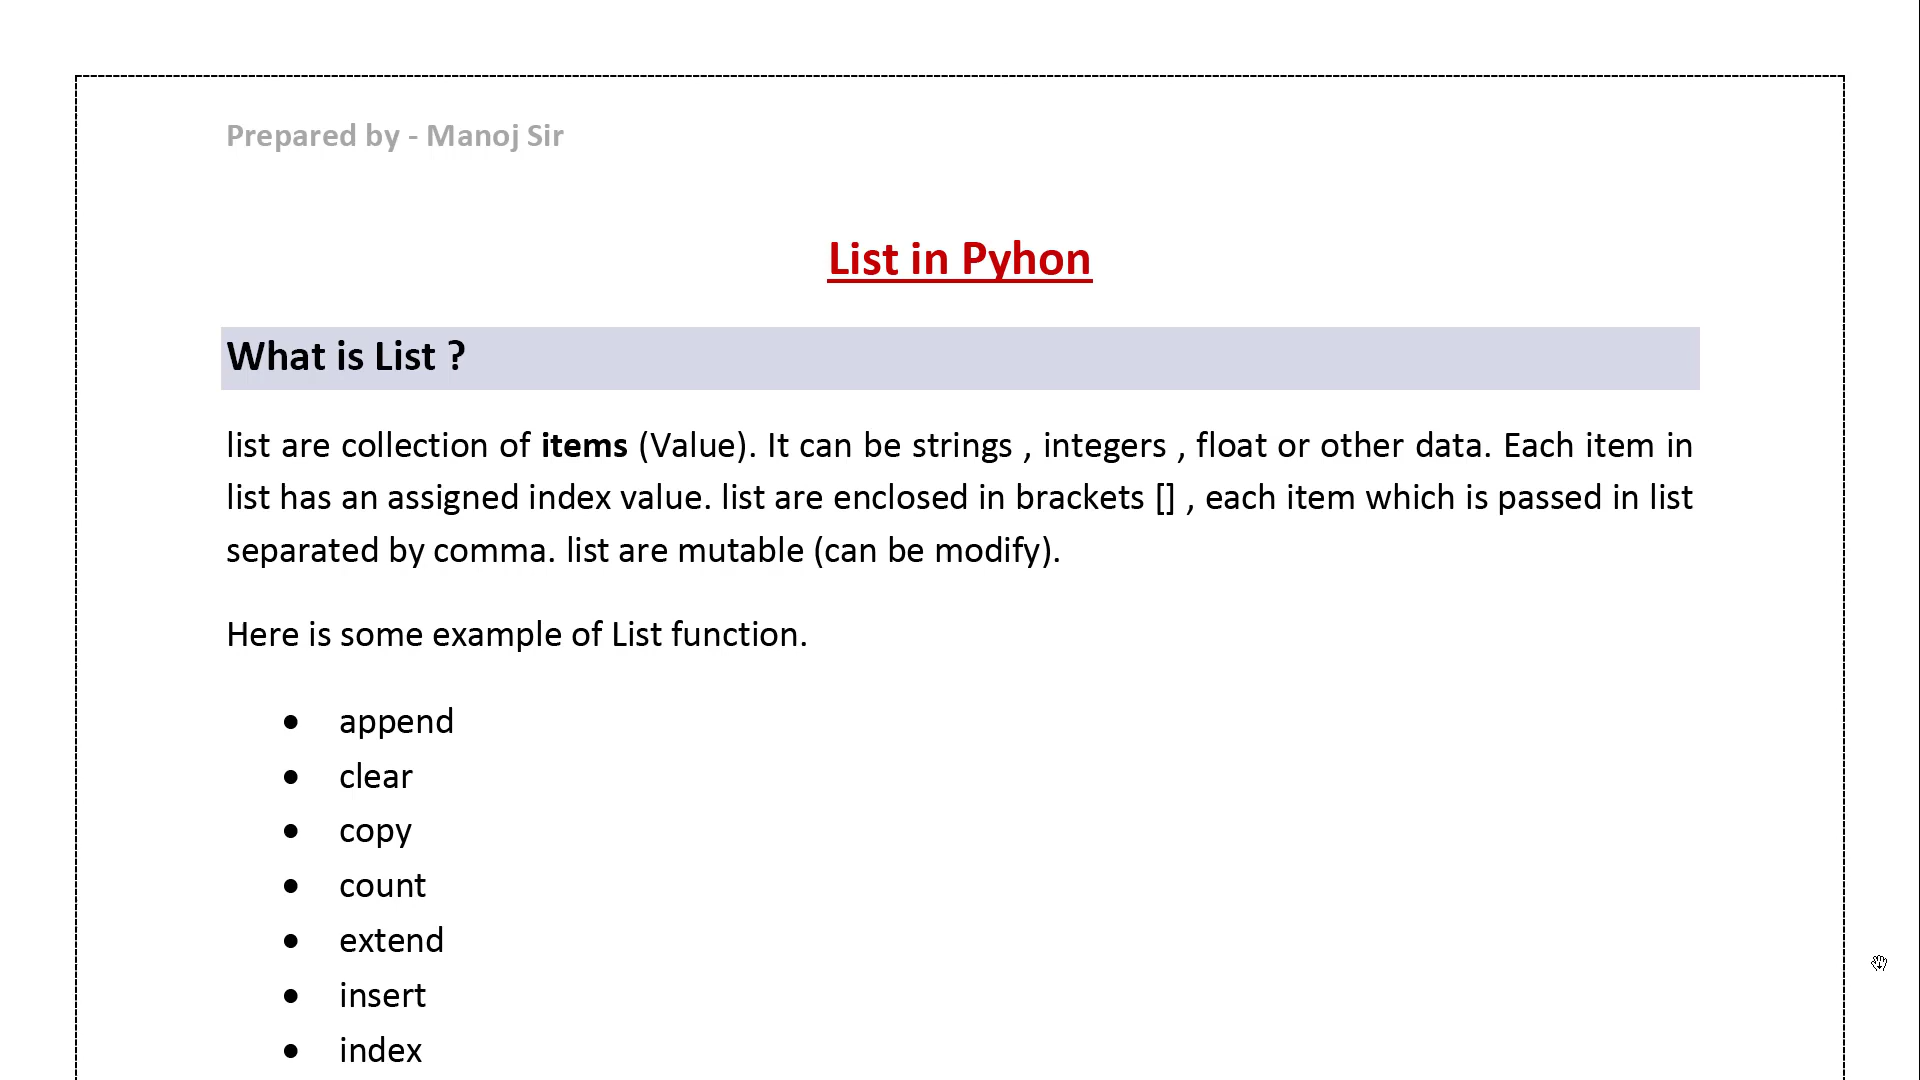 Prepared by - Manoj Sir
List in Pyhon
What is List ?
list are collection of items (Value). It can be strings , integers , float or other data. Each item in
list has an assigned index value. list are enclosed in brackets [] , each item which is passed in list
separated by comma. list are mutable (can be modify).
Here is some example of List function.
• append
• clear
• copy
• count
• extend
• insert
• index